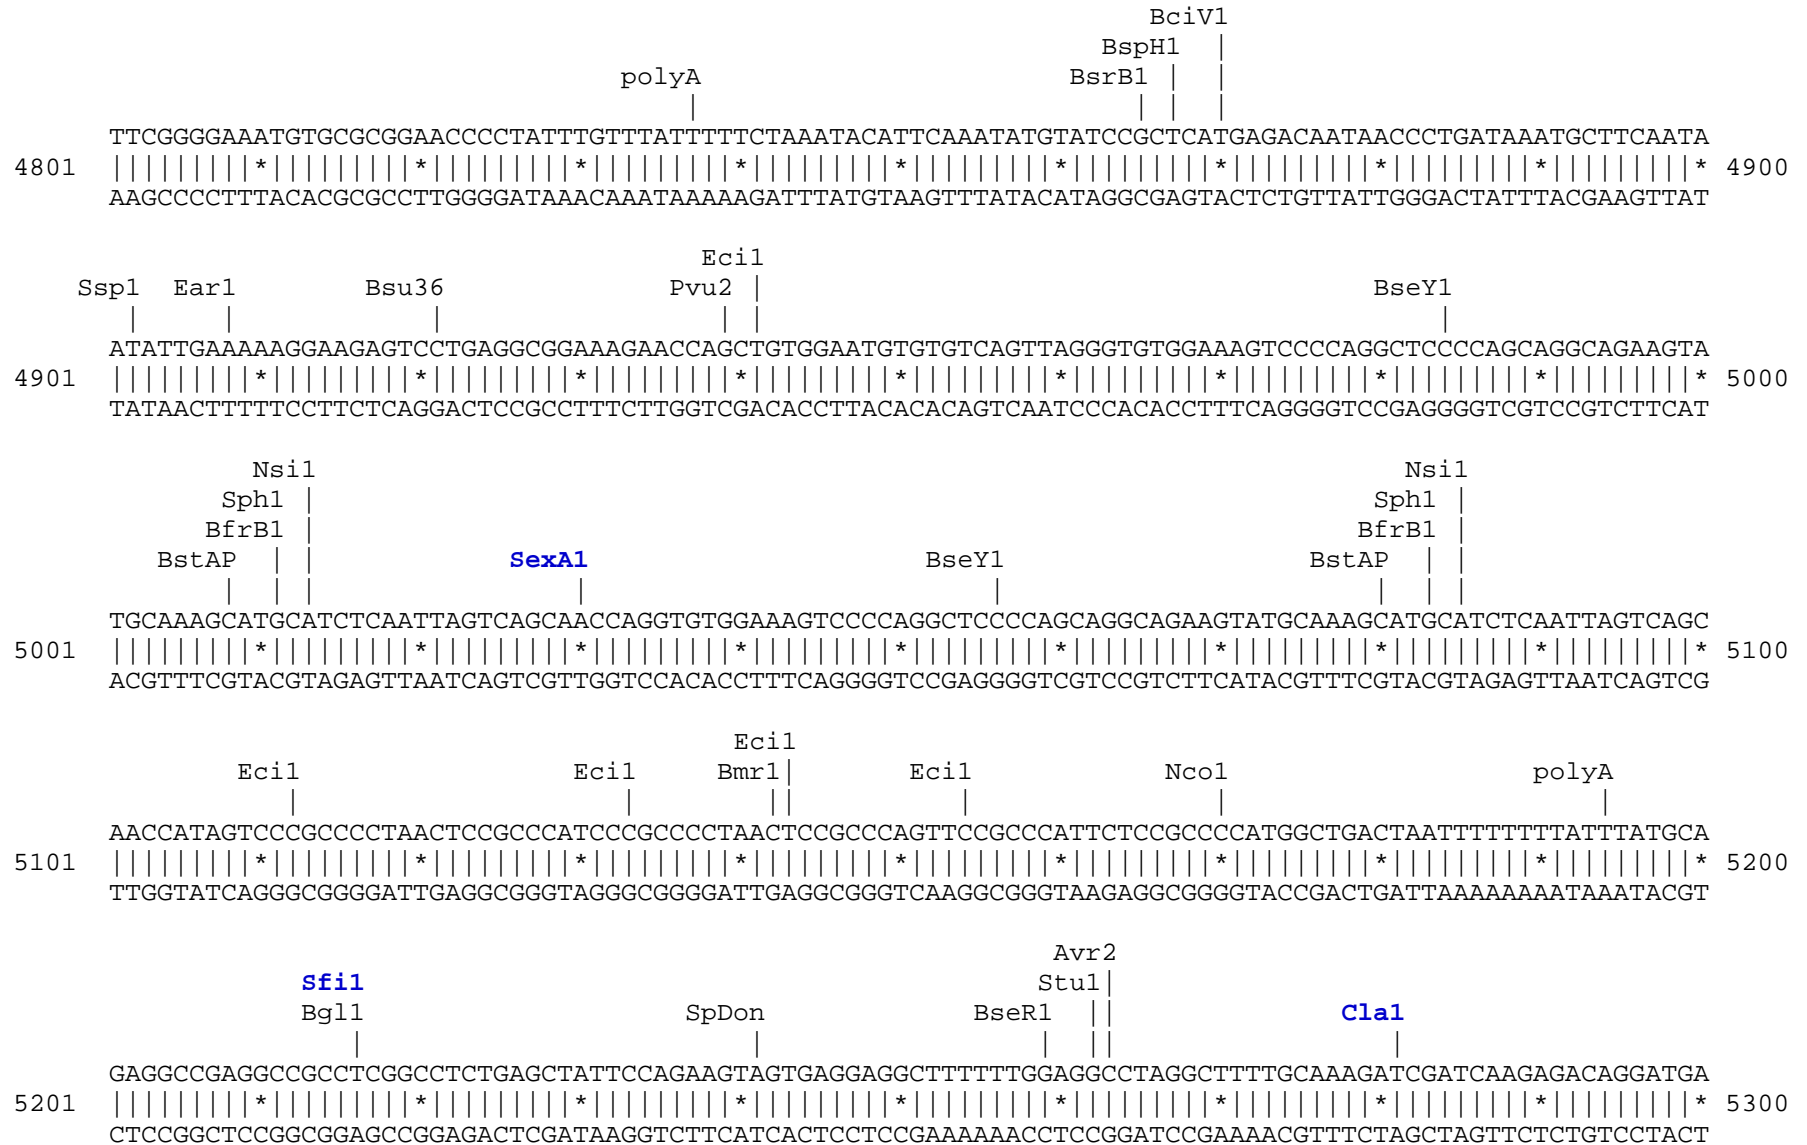 BciV1
BspH1 |
polyA BsrB1 | |
| | | |
TTCGGGGAAATGTGCGCGGAACCCCTATTTGTTTATTTTTCTAAATACATTCAAATATGTATCCGCTCATGAGACAATAACCCTGATAAATGCTTCAATA
4801 |||||||||*|||||||||*|||||||||*|||||||||*|||||||||*|||||||||*|||||||||*|||||||||*|||||||||*|||||||||* 4900
AAGCCCCTTTACACGCGCCTTGGGGATAAACAAATAAAAAGATTTATGTAAGTTTATACATAGGCGAGTACTCTGTTATTGGGACTATTTACGAAGTTAT
Eci1
Ssp1 Ear1 Bsu36 Pvu2 | BseY1
| | | | | |
ATATTGAAAAAGGAAGAGTCCTGAGGCGGAAAGAACCAGCTGTGGAATGTGTGTCAGTTAGGGTGTGGAAAGTCCCCAGGCTCCCCAGCAGGCAGAAGTA
4901 |||||||||*|||||||||*|||||||||*|||||||||*|||||||||*|||||||||*|||||||||*|||||||||*|||||||||*|||||||||* 5000
TATAACTTTTTCCTTCTCAGGACTCCGCCTTTCTTGGTCGACACCTTACACACAGTCAATCCCACACCTTTCAGGGGTCCGAGGGGTCGTCCGTCTTCAT
Nsi1 Nsi1
Sph1 | Sph1 |
BfrB1 | BfrB1 |
BstAP | | SexA1 BseY1 BstAP | |
| | | | | | | |
TGCAAAGCATGCATCTCAATTAGTCAGCAACCAGGTGTGGAAAGTCCCCAGGCTCCCCAGCAGGCAGAAGTATGCAAAGCATGCATCTCAATTAGTCAGC
5001 |||||||||*|||||||||*|||||||||*|||||||||*|||||||||*|||||||||*|||||||||*|||||||||*|||||||||*|||||||||* 5100
ACGTTTCGTACGTAGAGTTAATCAGTCGTTGGTCCACACCTTTCAGGGGTCCGAGGGGTCGTCCGTCTTCATACGTTTCGTACGTAGAGTTAATCAGTCG
Eci1
Eci1 Eci1 Bmr1| Eci1 Nco1 polyA
| | || | | |
AACCATAGTCCCGCCCCTAACTCCGCCCATCCCGCCCCTAACTCCGCCCAGTTCCGCCCATTCTCCGCCCCATGGCTGACTAATTTTTTTTATTTATGCA
5101 |||||||||*|||||||||*|||||||||*|||||||||*|||||||||*|||||||||*|||||||||*|||||||||*|||||||||*|||||||||* 5200
TTGGTATCAGGGCGGGGATTGAGGCGGGTAGGGCGGGGATTGAGGCGGGTCAAGGCGGGTAAGAGGCGGGGTACCGACTGATTAAAAAAAATAAATACGT
Avr2
Sfi1 Stu1|
Bgl1 SpDon BseR1 || Cla1
| | | || |
GAGGCCGAGGCCGCCTCGGCCTCTGAGCTATTCCAGAAGTAGTGAGGAGGCTTTTTTGGAGGCCTAGGCTTTTGCAAAGATCGATCAAGAGACAGGATGA
5201 |||||||||*|||||||||*|||||||||*|||||||||*|||||||||*|||||||||*|||||||||*|||||||||*|||||||||*|||||||||* 5300
CTCCGGCTCCGGCGGAGCCGGAGACTCGATAAGGTCTTCATCACTCCTCCGAAAAAACCTCCGGATCCGAAAACGTTTCTAGCTAGTTCTCTGTCCTACT